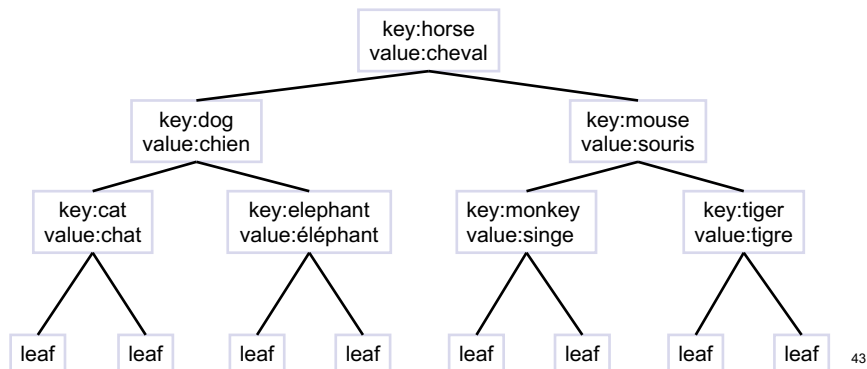 key:horse
value:cheval
key:dog
value:chien
key:mouse
value:souris
key:cat
value:chat
key:elephant
value:éléphant
key:monkey
value:singe
key:tiger
value:tigre
leaf
leaf
leaf
leaf
leaf
leaf
leaf
leaf
43